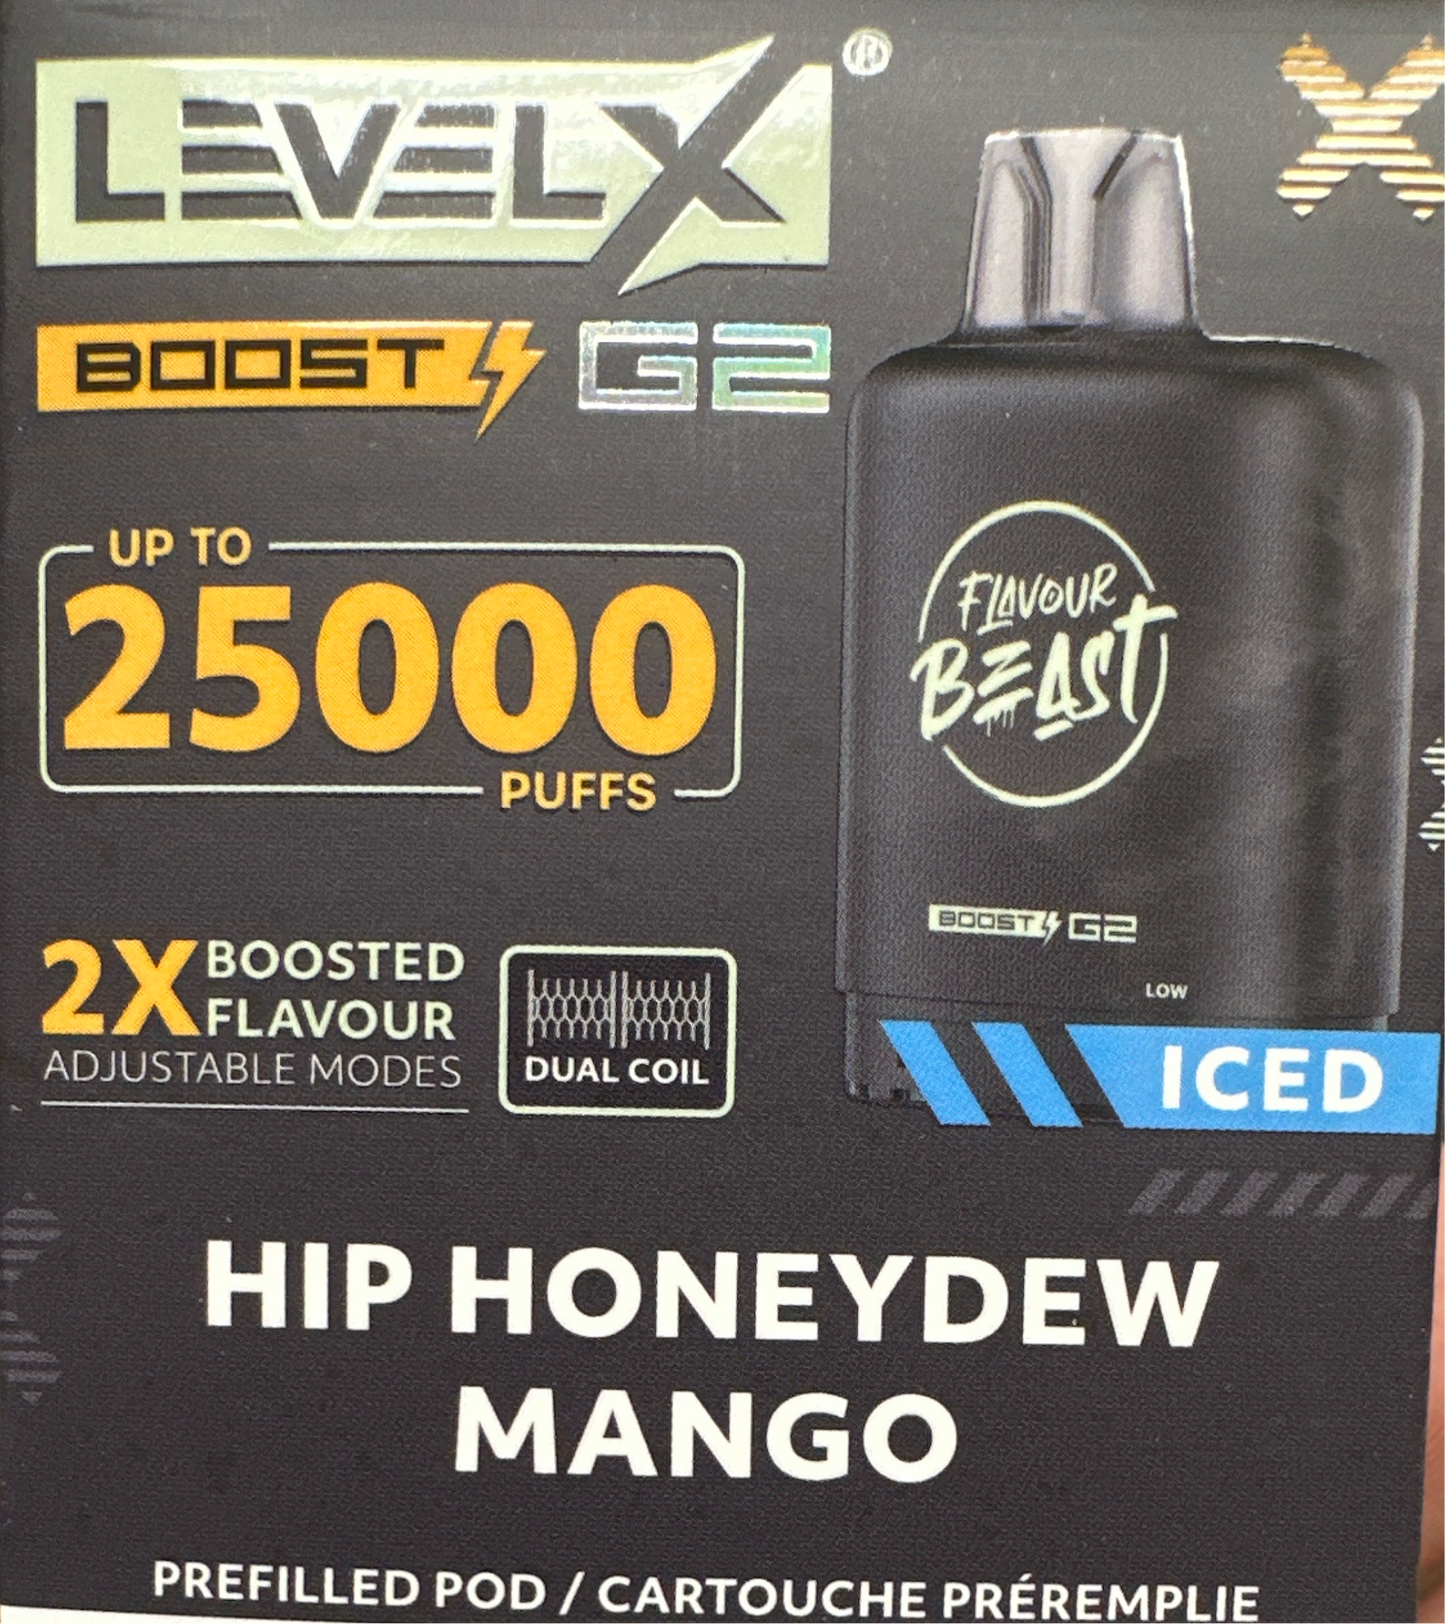 LEVELX®
BOOST G2
UP TO
25000
PUFFS
2X BOOSTED
FLAVOUR
ADJUSTABLE MODES
DUAL COIL
FLAVOUR
BEAST
BOOST G2
LOW
ICED
HIP HONEYDEW
MANGO
PREFILLED POD / CARTOUCHE PRÉREMPLIE